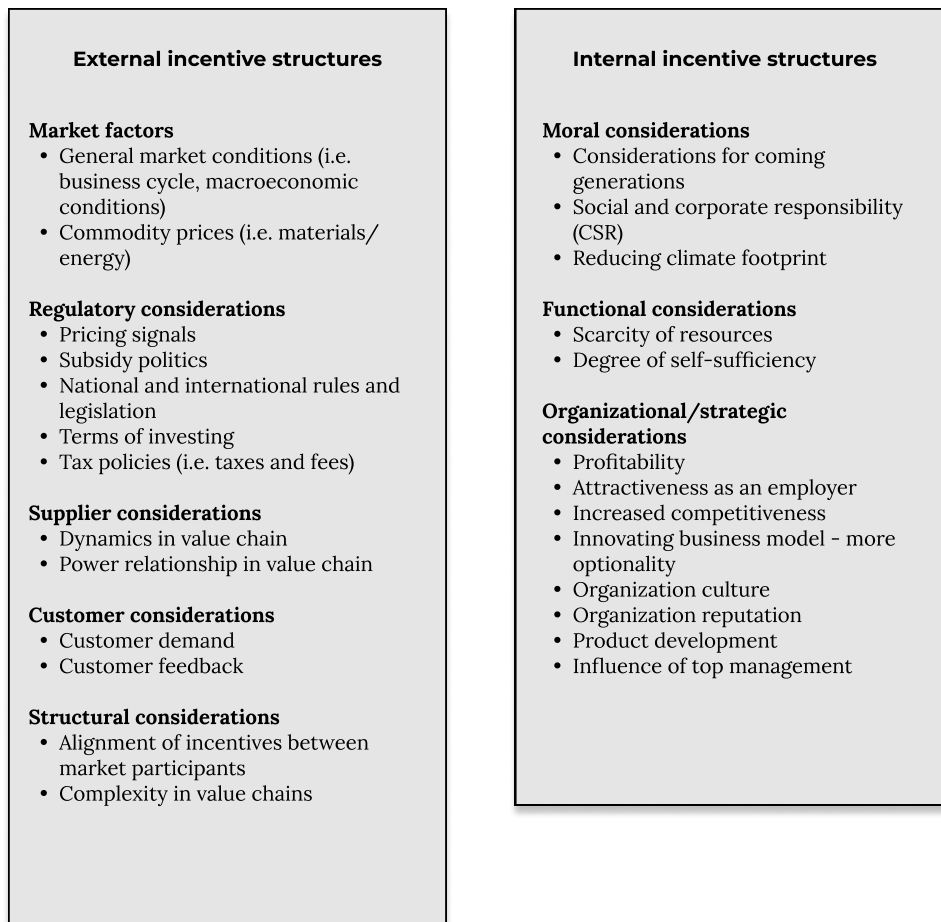 External incentive structures
Market factors
• General market conditions (i.e.
business cycle, macroeconomic
conditions)
• Commodity prices (i.e. materials/
energy)
Regulatory considerations
• Pricing signals
• Subsidy politics
• National and international rules and
legislation
• Terms of investing
• Tax policies (i.e. taxes and fees)
Supplier considerations
• Dynamics in value chain
• Power relationship in value chain
Customer considerations
• Customer demand
• Customer feedback
Structural considerations
• Alignment of incentives between
market participants
• Complexity in value chains
Internal incentive structures
Moral considerations
• Considerations for coming
generations
• Social and corporate responsibility
(CSR)
• Reducing climate footprint
Functional considerations
• Scarcity of resources
• Degree of self-sufficiency
Organizational/strategic
considerations
• Profitability
• Attractiveness as an employer
• Increased competitiveness
• Innovating business model - more
optionality
• Organization culture
• Organization reputation
• Product development
• Influence of top management